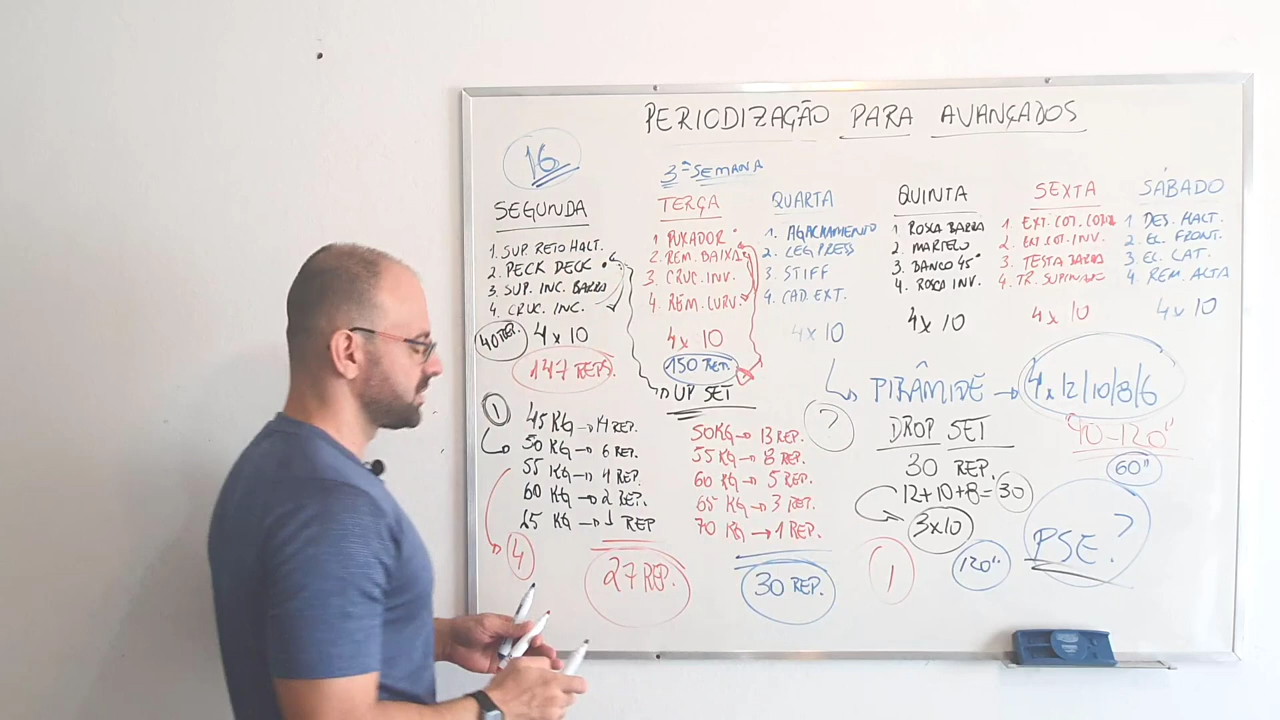 PERIODIZAÇÃO PARA AVANÇADOS
16
3ª SEMANA
SEGUNDA
1. SUP. RETO HALT.
2. PECK DECK
3. SUP. INC. BARRA
4. CRUC. INC.
40 REP.
4 x 10
147 REPS
TERÇA
1 PUXADOR
2. REM. BAIXA
3. CRUC. INV.
4. REM. CURV.
4 x 10
150 REP.
QUARTA
1. AGACHAMENTO
2. LEG PRESS
3. STIFF
4. CAD. EXT.
4 x 10
QUINTA
1 ROSCA BARRA
2. MARTELO
3. BANCO 45°
4. ROSCA INV.
4 x 10
SEXTA
1. EXT. COT. CORDA
2. EXT. COT. INV.
3. TESTA BARRA
4. TR. SUPINADO
4 x 10
SÁBADO
1 DES. HALT.
2. EL. FRONT.
3. EL. LAT.
4. REM. ALTA
4 x 10
UP SET
1
45 KG → 14 REP.
50 KG → 6 REP.
55 KG → 4 REP.
60 KG → 2 REP.
65 KG → 1 REP
4
27 REP.
50KG → 13 REP.
55 KG → 8 REP.
60 KG → 5 REP.
65 KG → 3 REP.
70 KG → 1 REP.
30 REP.
?
PIRÂMIDE → 4 x 12/10/8/6
DROP SET
30 REP.
12+10+8=30
3x10
1
120"
90-120"
60"
PSE?